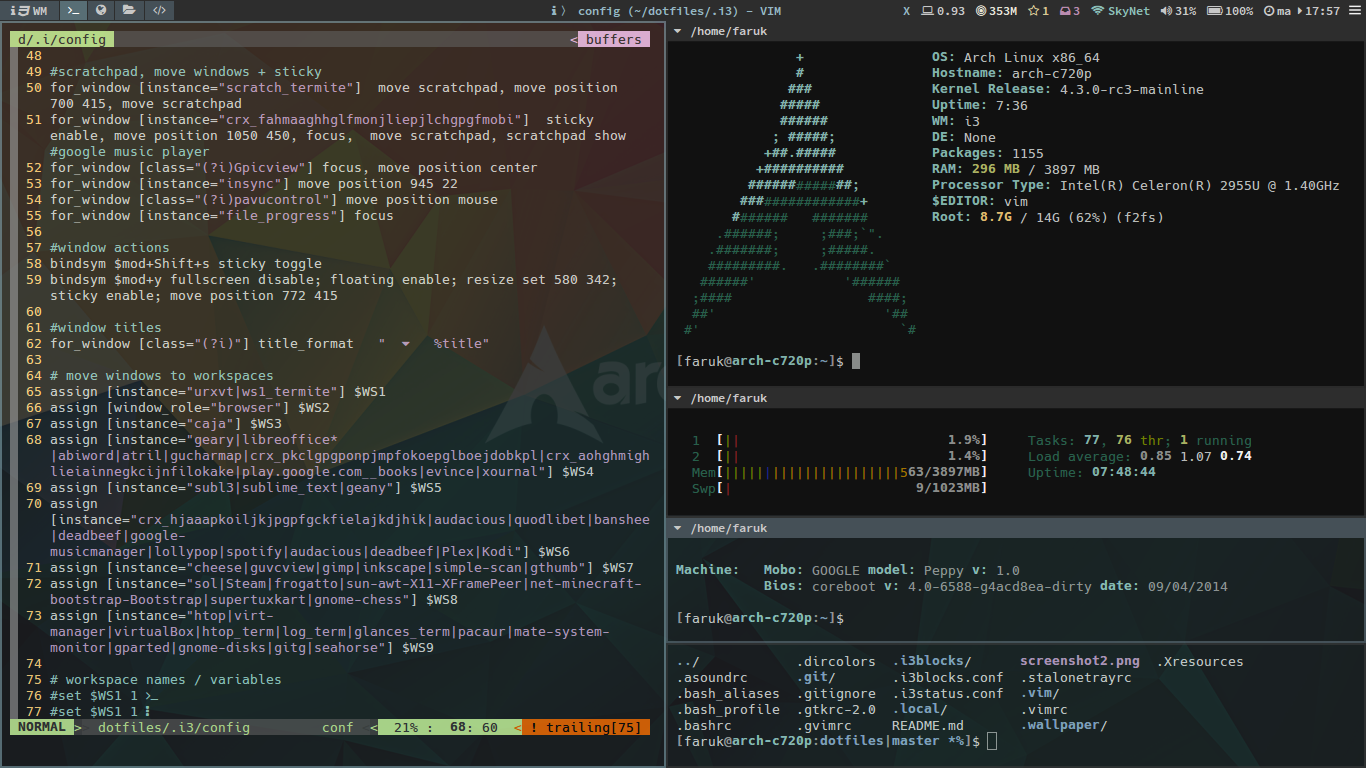 i3 WM
</>
i 》 config (~/dotfiles/.i3) - VIM
X 0.93 353M 1 3 SkyNet 31% 100% ma 17:57
d/.i/config < buffers
48
49 #scratchpad, move windows + sticky
50 for_window [instance="scratch_termite"] move scratchpad, move position
700 415, move scratchpad
51 for_window [instance="crx_fahmaaghhglfmonjliepjlchgpgfmobi"] sticky
enable, move position 1050 450, focus, move scratchpad, scratchpad show
#google music player
52 for_window [class="(?i)Gpicview"] focus, move position center
53 for_window [instance="insync"] move position 945 22
54 for_window [class="(?i)pavucontrol"] move position mouse
55 for_window [instance="file_progress"] focus
56
57 #window actions
58 bindsym $mod+Shift+s sticky toggle
59 bindsym $mod+y fullscreen disable; floating enable; resize set 580 342;
sticky enable; move position 772 415
60
61 #window titles
62 for_window [class="(?i)"] title_format " ▾ %title"
63
64 # move windows to workspaces
65 assign [instance="urxvt|ws1_termite"] $WS1
66 assign [window_role="browser"] $WS2
67 assign [instance="caja"] $WS3
68 assign [instance="geary|libreoffice*
|abiword|atril|gucharmap|crx_pkclgpgponpjmpfokoepglboejdobkpl|crx_aohghmigh
lieiainnegkcijnfilokake|play.google.com__books|evince|xournal"] $WS4
69 assign [instance="subl3|sublime_text|geany"] $WS5
70 assign
[instance="crx_hjaaapkoiljkjpgpfgckfielajkdjhik|audacious|quodlibet|banshee
|deadbeef|google-
musicmanager|lollypop|spotify|audacious|deadbeef|Plex|Kodi"] $WS6
71 assign [instance="cheese|guvcview|gimp|inkscape|simple-scan|gthumb"] $WS7
72 assign [instance="sol|Steam|frogatto|sun-awt-X11-XFramePeer|net-minecraft-
bootstrap-Bootstrap|supertuxkart|gnome-chess"] $WS8
73 assign [instance="htop|virt-
manager|virtualBox|htop_term|log_term|glances_term|pacaur|mate-system-
monitor|gparted|gnome-disks|gitg|seahorse"] $WS9
74
75 # workspace names / variables
76 #set $WS1 1 >_
77 #set $WS1 1
NORMAL > dotfiles/.i3/config conf < 21% : 68: 60 < ! trailing[75]
arc
▾ /home/faruk
OS: Arch Linux x86_64
Hostname: arch-c720p
Kernel Release: 4.3.0-rc3-mainline
Uptime: 7:36
WM: i3
DE: None
Packages: 1155
RAM: 296 MB / 3897 MB
Processor Type: Intel(R) Celeron(R) 2955U @ 1.40GHz
$EDITOR: vim
Root: 8.7G / 14G (62%) (f2fs)
+
#
###
#####
######
; #####;
+##.#####
+##########
#############;
###############+
#######   #######
.######;     ;###;`".
.#######;     ;#####.
#########.   .########`
######'           '######
;####                 ####;
##'                     '##
#'                         `#
[faruk@arch-c720p:~]$
▾ /home/faruk
1 [|| 1.9%] Tasks: 77, 76 thr; 1 running
2 [|| 1.4%] Load average: 0.85 1.07 0.74
Mem[||||||||||||||||||||||563/3897MB] Uptime: 07:48:44
Swp[| 9/1023MB]
▾ /home/faruk
Machine: Mobo: GOOGLE model: Peppy v: 1.0
Bios: coreboot v: 4.0-6588-g4acd8ea-dirty date: 09/04/2014
[faruk@arch-c720p:~]$
../ .dircolors .i3blocks/ screenshot2.png .Xresources
.asoundrc .git/ .i3blocks.conf .stalonetrayrc
.bash_aliases .gitignore .i3status.conf .vim/
.bash_profile .gtkrc-2.0 .local/ .vimrc
.bashrc .gvimrc README.md .wallpaper/
[faruk@arch-c720p:dotfiles|master *%]$